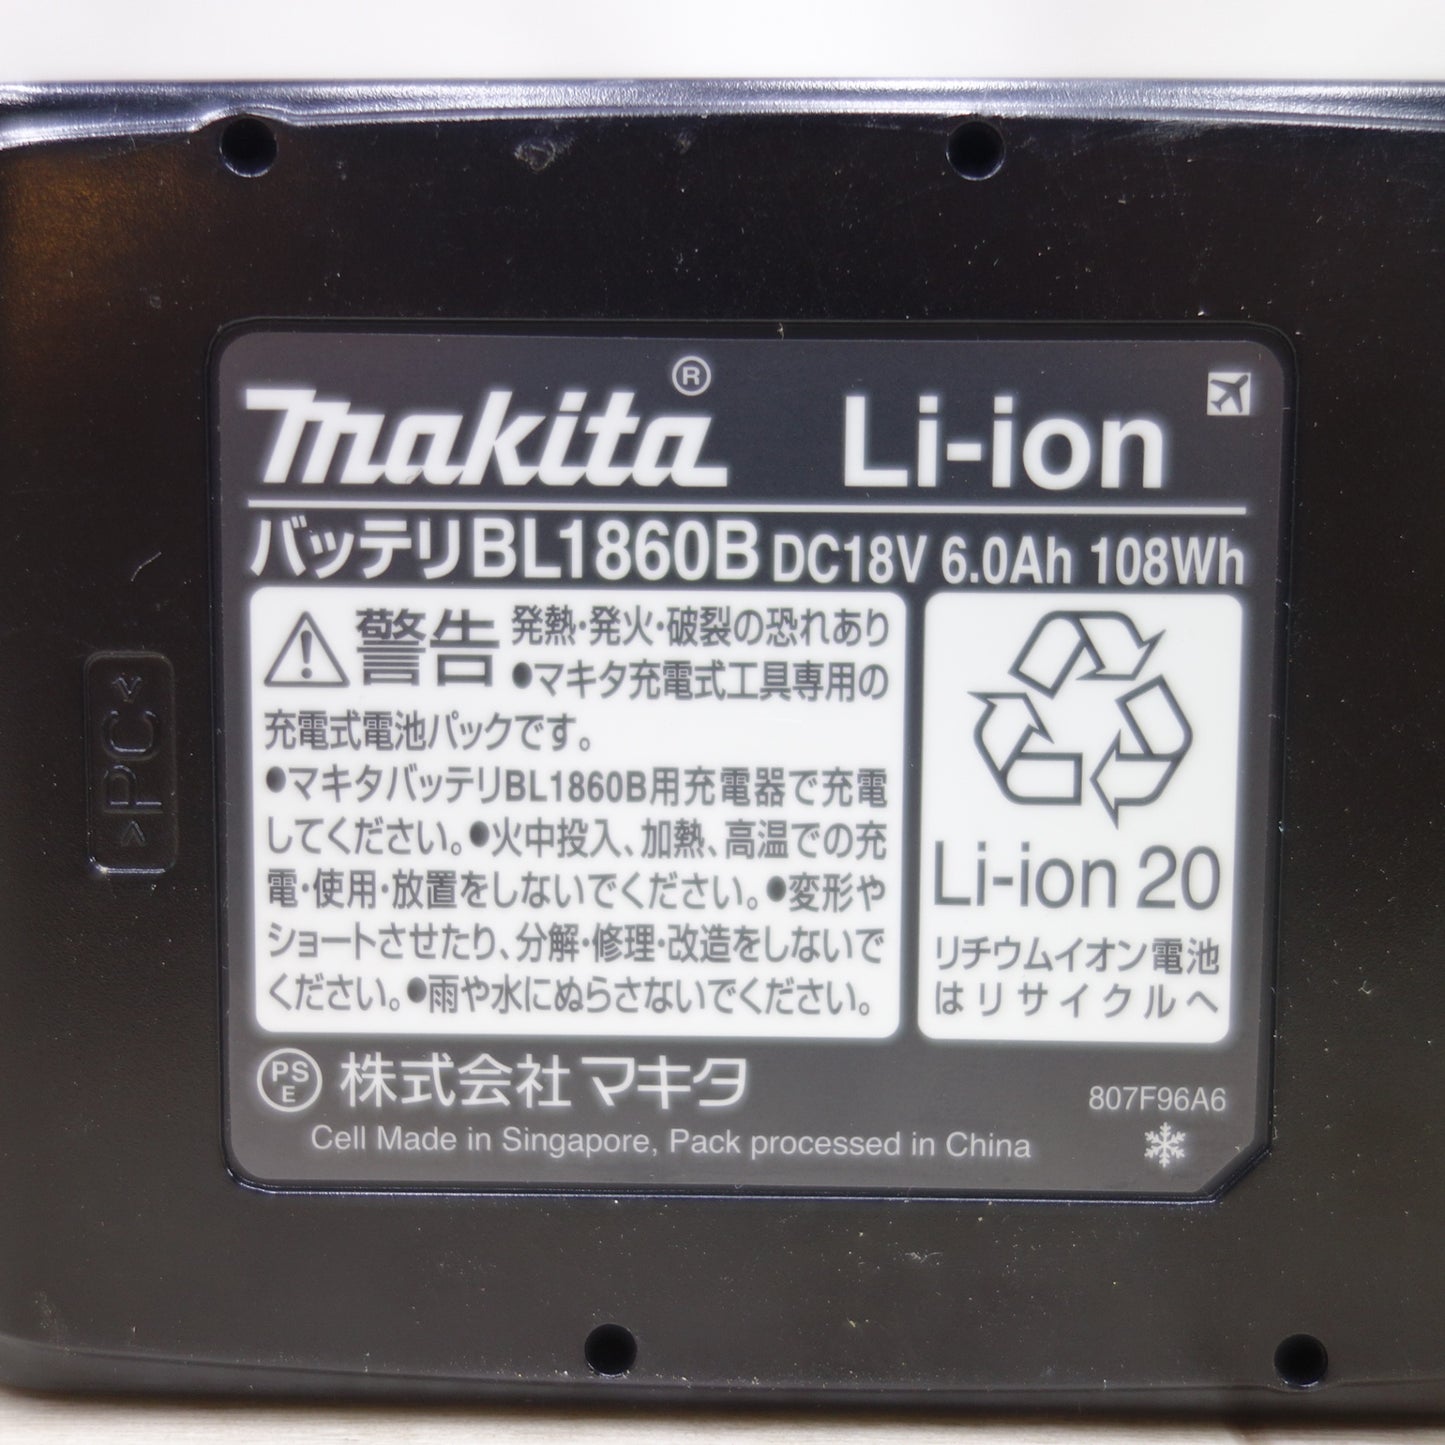 makita® Li-ion
バッテリBL1860B DC18V 6.0Ah 108Wh
警告 発熱・発火・破裂の恐れあり
●マキタ充電式工具専用の
充電式電池パックです。
●マキタバッテリBL1860B用充電器で充電
してください。●火中投入、加熱、高温での充
電・使用・放置をしないでください。●変形や
ショートさせたり、分解・修理・改造をしないで
ください。●雨や水にぬらさないでください。
Li-ion 20
リチウムイオン電池
はリサイクルへ
PS
E
株式会社マキタ
807F96A6
Cell Made in Singapore, Pack processed in China
>PC<